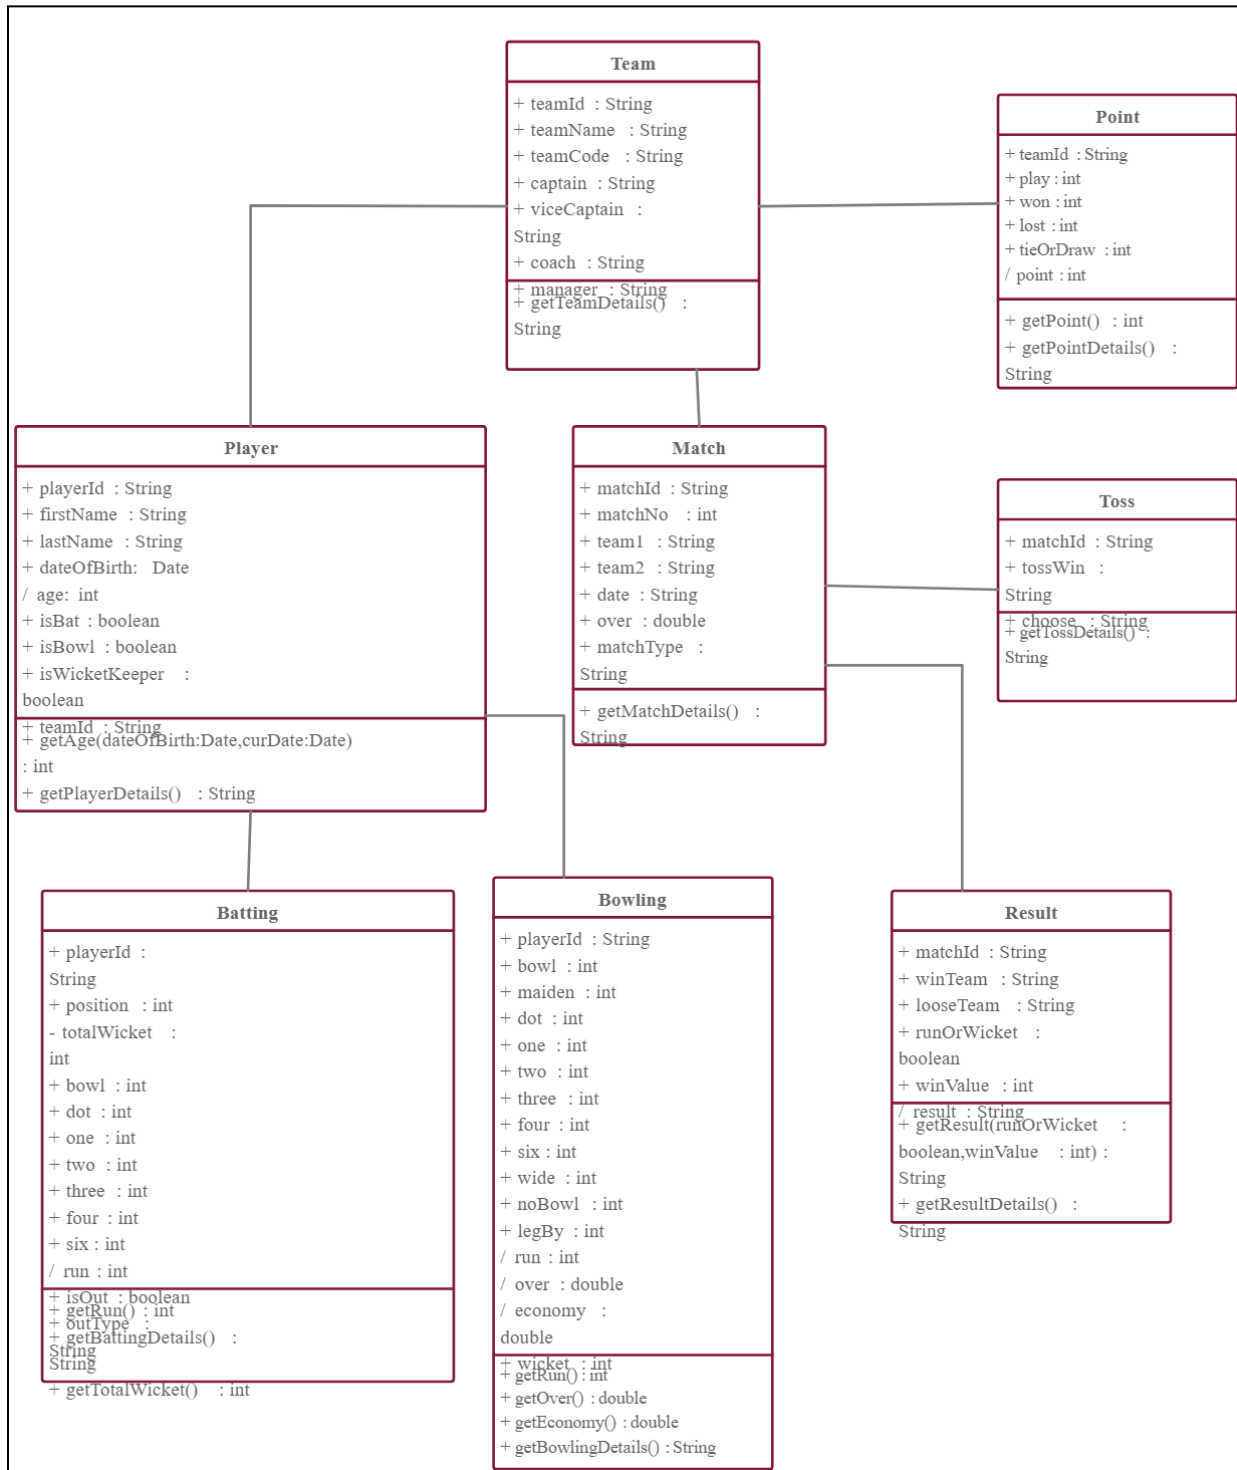 Team
+ teamId : String
+ teamName : String
+ teamCode : String
+ captain : String
+ viceCaptain :
String
+ coach : String
+ manager : String
+ getTeamDetails() :
String
Point
+ teamId : String
+ play : int
+ won : int
+ lost : int
+ tieOrDraw : int
/ point : int
+ getPoint() : int
+ getPointDetails() :
String
Player
+ playerId : String
+ firstName : String
+ lastName : String
+ dateOfBirth: Date
/ age: int
+ isBat : boolean
+ isBowl : boolean
+ isWicketKeeper :
boolean
+ teamId : String
+ getAge(dateOfBirth:Date,curDate:Date)
: int
+ getPlayerDetails() : String
Match
+ matchId : String
+ matchNo : int
+ team1 : String
+ team2 : String
+ date : String
+ over : double
+ matchType :
String
+ getMatchDetails() :
String
Toss
+ matchId : String
+ tossWin :
String
+ choose : String
+ getTossDetails() :
String
Batting
+ playerId :
String
+ position : int
- totalWicket :
int
+ bowl : int
+ dot : int
+ one : int
+ two : int
+ three : int
+ four : int
+ six : int
/ run : int
+ isOut : boolean
+ getRun() : int
+ outType :
+ getBattingDetails() :
String
String
+ getTotalWicket() : int
Bowling
+ playerId : String
+ bowl : int
+ maiden : int
+ dot : int
+ one : int
+ two : int
+ three : int
+ four : int
+ six : int
+ wide : int
+ noBowl : int
+ legBy : int
/ run : int
/ over : double
/ economy :
double
+ wicket : int
+ getRun() : int
+ getOver() : double
+ getEconomy() : double
+ getBowlingDetails() : String
Result
+ matchId : String
+ winTeam : String
+ looseTeam : String
+ runOrWicket :
boolean
+ winValue : int
/ result : String
+ getResult(runOrWicket :
boolean,winValue : int) :
String
+ getResultDetails() :
String